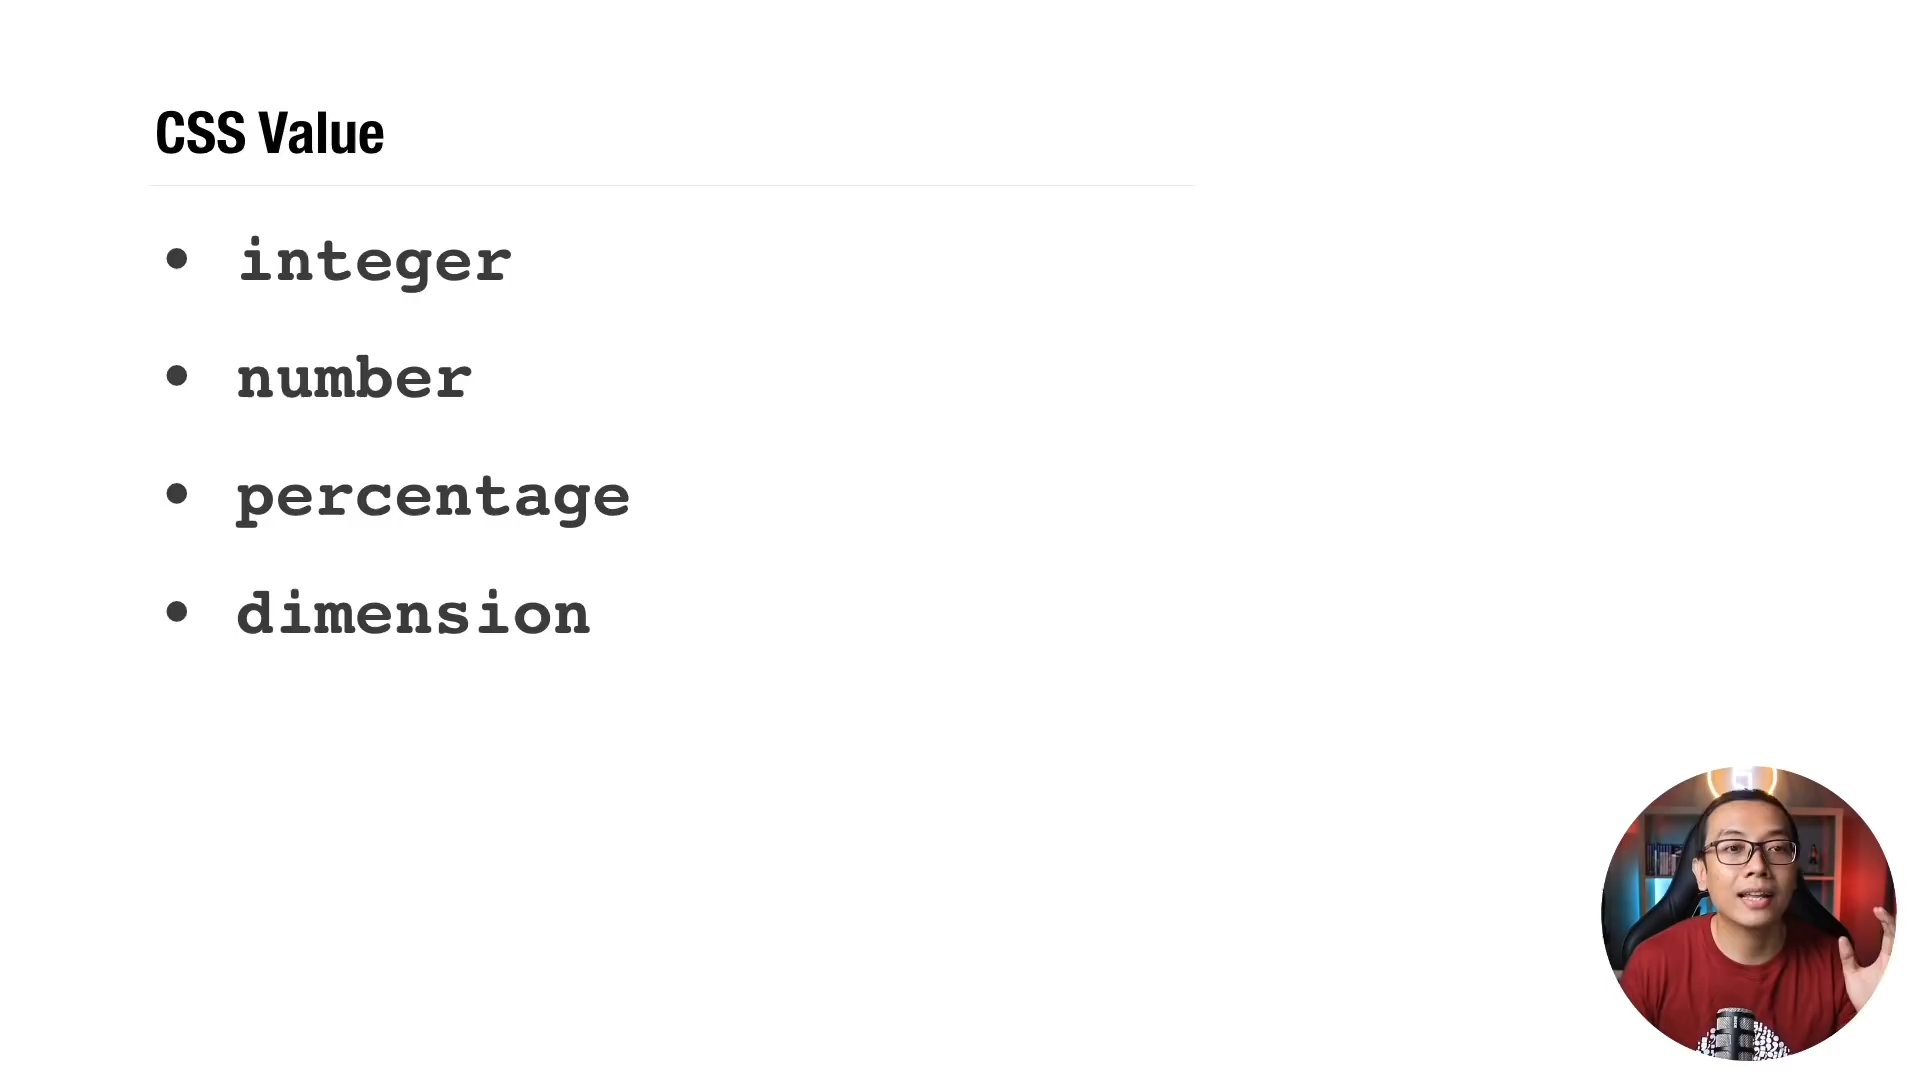 CSS Value
• integer
• number
• percentage
• dimension